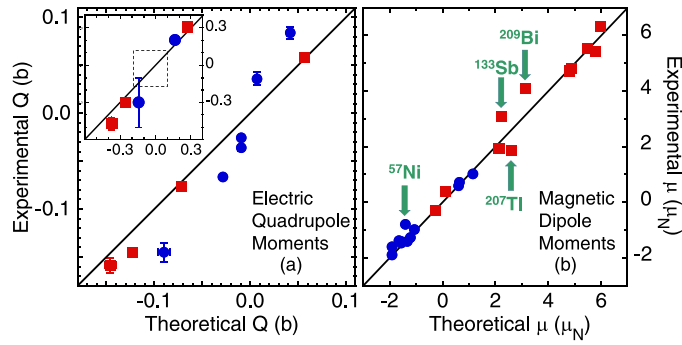 0.3
0.0
-0.3
-0.3 0.0 0.3
0.0
-0.1
Experimental Q (b)
Electric
Quadrupole
Moments
(a)
-0.1 0.0 0.1
Theoretical Q (b)
209Bi
133Sb
57Ni
207Tl
Magnetic
Dipole
Moments
(b)
6
4
2
0
-2
Experimental μ (μN)
-2 0 2 4 6
Theoretical μ (μN)